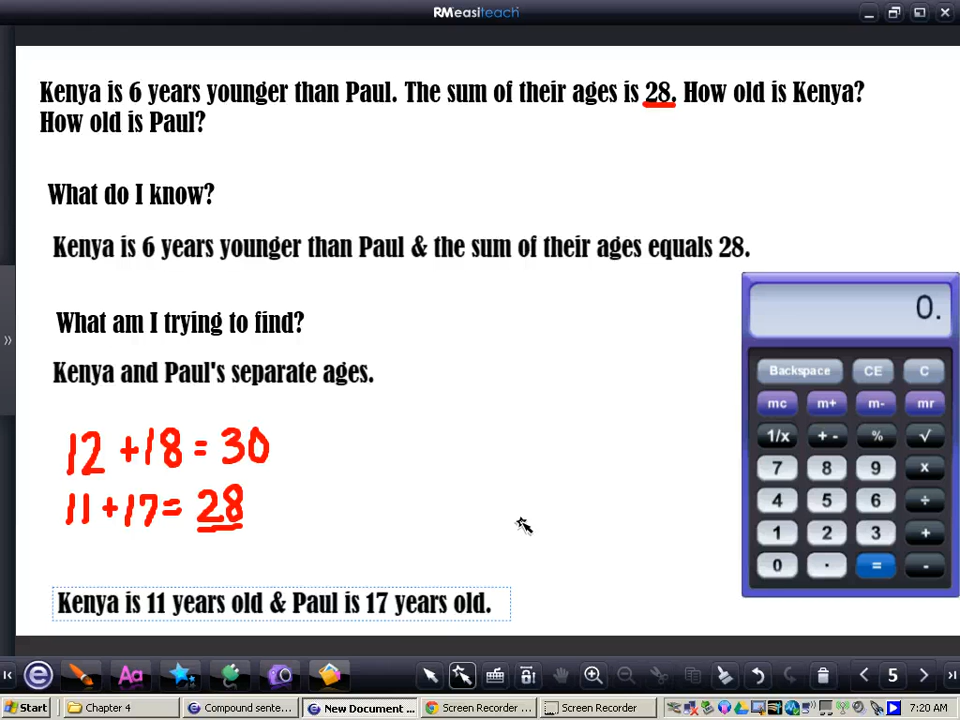 RMeasiteach
Kenya is 6 years younger than Paul. The sum of their ages is 28. How old is Kenya?
How old is Paul?
What do I know?
Kenya is 6 years younger than Paul & the sum of their ages equals 28.
What am I trying to find?
Kenya and Paul's separate ages.
12 +18 = 30
11 +17 = 28
Kenya is 11 years old & Paul is 17 years old.
0.
Backspace CE C
mc m+ m- mr
1/x + - % √
7 8 9 x
4 5 6 ÷
1 2 3 +
0 . = -
e Aa 5
Start Chapter 4 Compound sente... New Document ... Screen Recorder ... Screen Recorder 7:20 AM